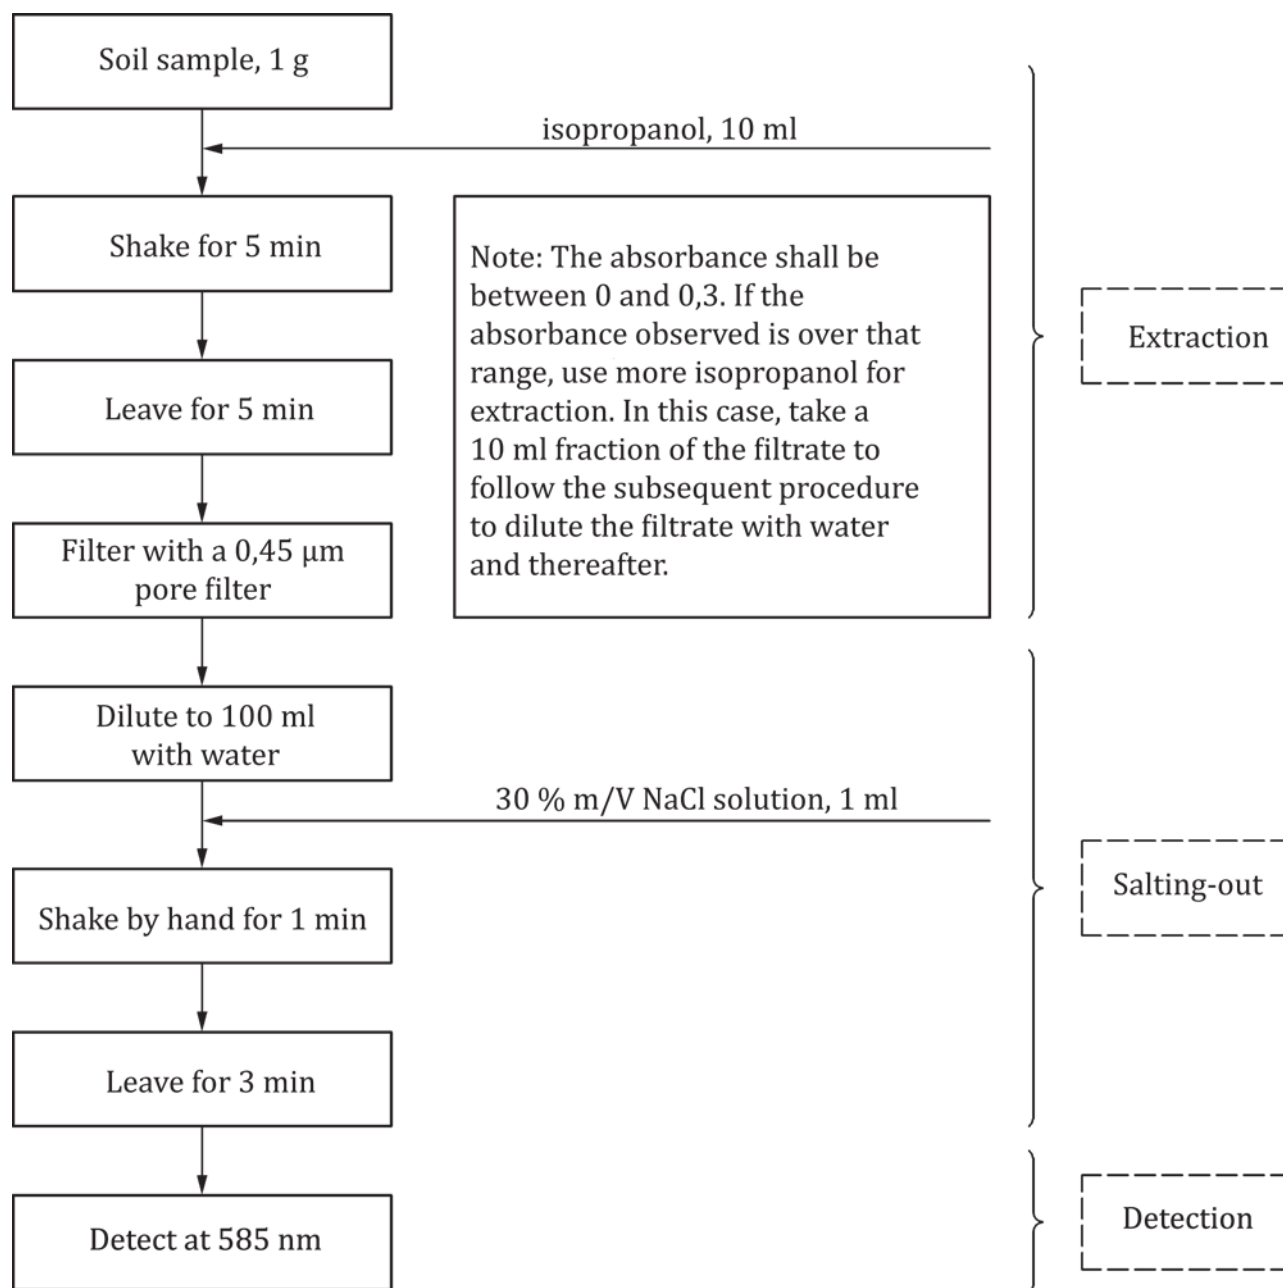 Soil sample, 1 g
isopropanol, 10 ml
Shake for 5 min
Note: The absorbance shall be
between 0 and 0,3. If the
absorbance observed is over that
range, use more isopropanol for
extraction. In this case, take a
10 ml fraction of the filtrate to
follow the subsequent procedure
to dilute the filtrate with water
and thereafter.
Extraction
Leave for 5 min
Filter with a 0,45 µm
pore filter
Dilute to 100 ml
with water
30 % m/V NaCl solution, 1 ml
Shake by hand for 1 min
Salting-out
Leave for 3 min
Detect at 585 nm
Detection